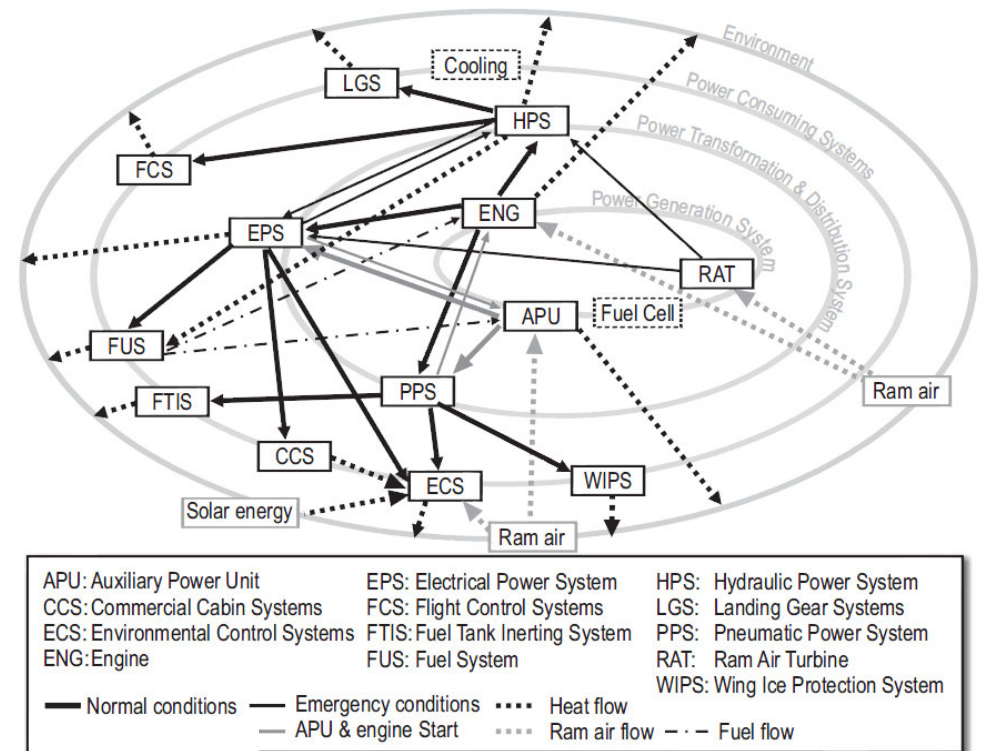 Environment
Cooling
LGS
Power Consuming Systems
HPS
Power Transformation & Distribution System
FCS
Power Generation System
ENG
EPS
RAT
APU
Fuel Cell
FUS
Ram air
PPS
FTIS
CCS
ECS
WIPS
Solar energy
Ram air
APU: Auxiliary Power Unit
CCS: Commercial Cabin Systems
ECS: Environmental Control Systems
ENG: Engine
EPS: Electrical Power System
FCS: Flight Control Systems
FTIS: Fuel Tank Inerting System
FUS: Fuel System
HPS: Hydraulic Power System
LGS: Landing Gear Systems
PPS: Pneumatic Power System
RAT: Ram Air Turbine
WIPS: Wing Ice Protection System
Normal conditions
Emergency conditions
Heat flow
APU & engine Start
Ram air flow
Fuel flow